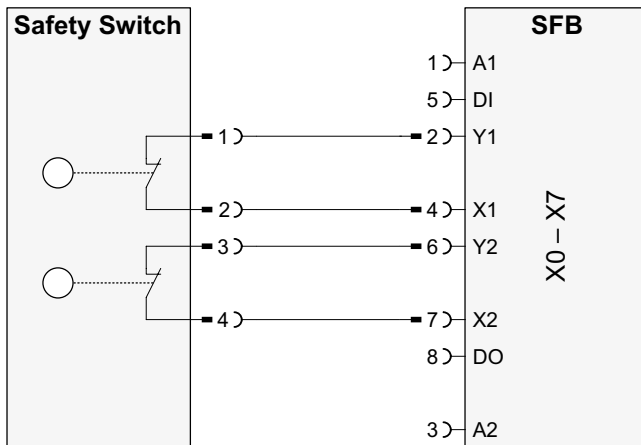 Safety Switch
SFB
1 A1
5 DI
1 2 Y1
2 4 X1
3 6 Y2
4 7 X2
8 DO
3 A2
X0 – X7